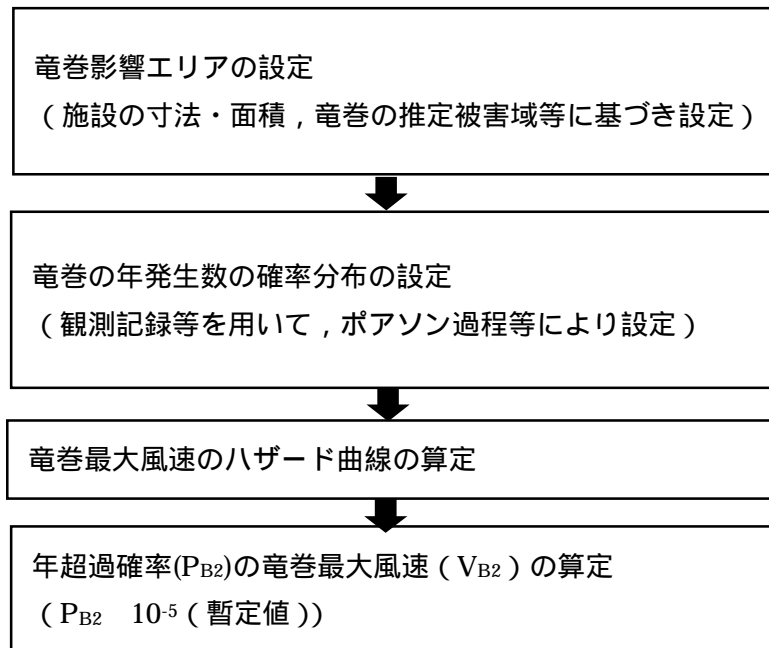 竜巻影響エリアの設定
（施設の寸法・面積，竜巻の推定被害域等に基づき設定）
竜巻の年発生数の確率分布の設定
（観測記録等を用いて，ポアソン過程等により設定）
竜巻最大風速のハザード曲線の算定
年超過確率(PB2)の竜巻最大風速（VB2）の算定
（PB2　10-5（暫定値））